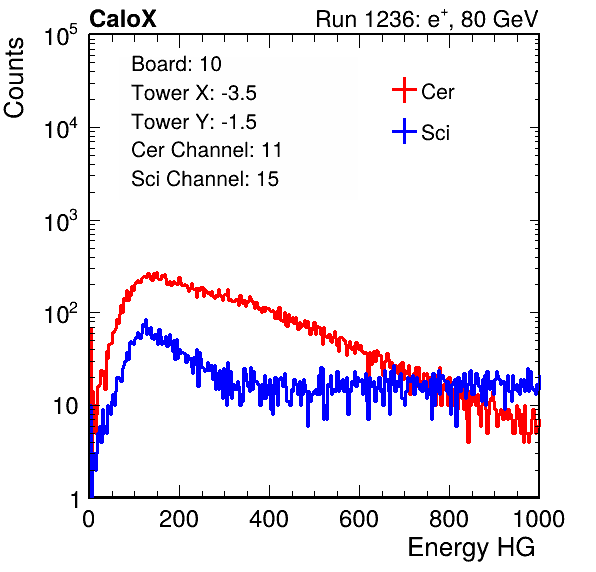 CaloX Run 1236: e⁺, 80 GeV
Board: 10
Tower X: -3.5
Tower Y: -1.5
Cer Channel: 11
Sci Channel: 15
Cer
Sci
Counts
10⁵
10⁴
10³
10²
10
1
0 200 400 600 800 1000
Energy HG